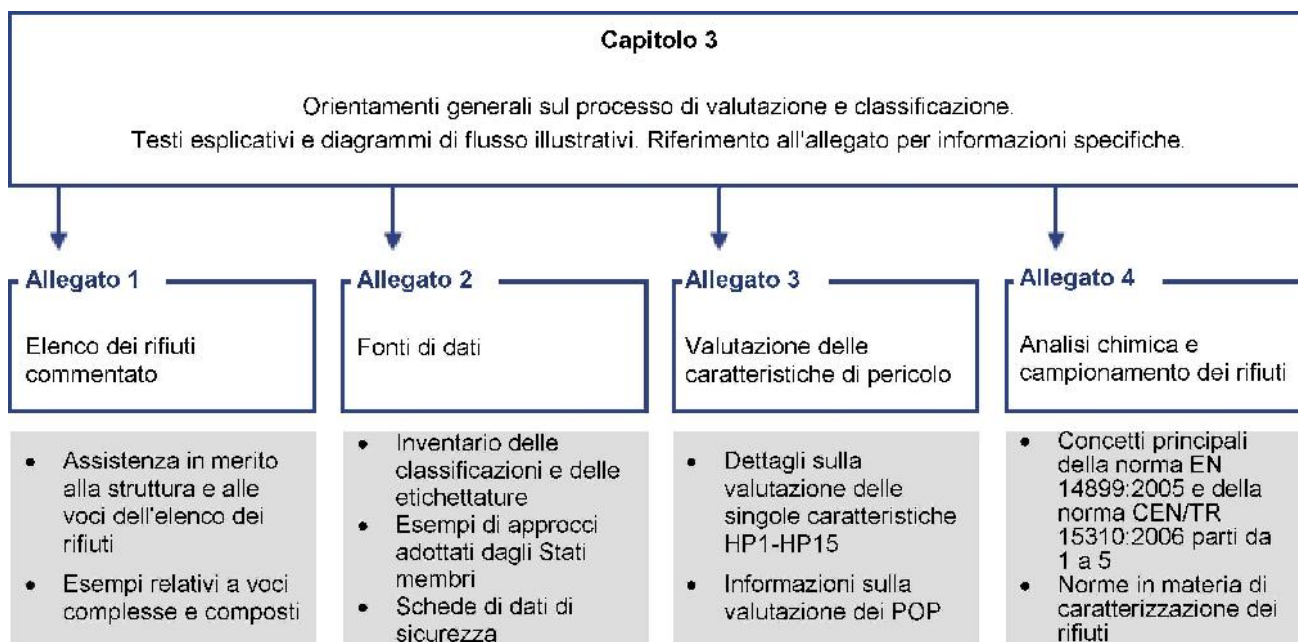 Capitolo 3
Orientamenti generali sul processo di valutazione e classificazione.
Testi esplicativi e diagrammi di flusso illustrativi. Riferimento all'allegato per informazioni specifiche.
Allegato 1
Elenco dei rifiuti
commentato
• Assistenza in merito
alla struttura e alle
voci dell'elenco dei
rifiuti
• Esempi relativi a voci
complesse e composti
Allegato 2
Fonti di dati
• Inventario delle
classificazioni e delle
etichettature
• Esempi di approcci
adottati dagli Stati
membri
• Schede di dati di
sicurezza
Allegato 3
Valutazione delle
caratteristiche di pericolo
• Dettagli sulla
valutazione delle
singole caratteristiche
HP1-HP15
• Informazioni sulla
valutazione dei POP
Allegato 4
Analisi chimica e
campionamento dei rifiuti
• Concetti principali
della norma EN
14899:2005 e della
norma CEN/TR
15310:2006 parti da
1 a 5
• Norme in materia di
caratterizzazione dei
rifiuti